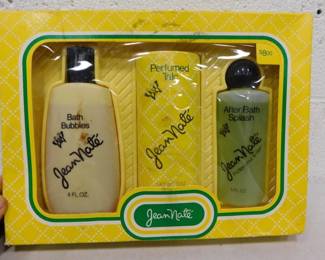 Bath
Bubbles
Jean Naté
4 FL. OZ.
Perfumed
Talc
Jean Naté
After Bath
Splash
Jean Naté
Jean Naté